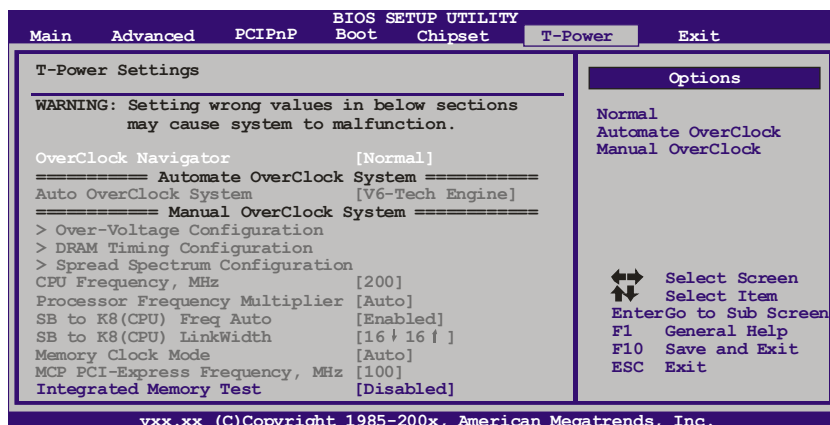 BIOS SETUP UTILITY
Main Advanced PCIPnP Boot Chipset T-Power Exit
T-Power Settings
WARNING: Setting wrong values in below sections
may cause system to malfunction.
OverClock Navigator [Normal]
=========== Automate OverClock System ===========
Auto OverClock System [V6-Tech Engine]
=========== Manual OverClock System ===========
> Over-Voltage Configuration
> DRAM Timing Configuration
> Spread Spectrum Configuration
CPU Frequency, MHz [200]
Processor Frequency Multiplier [Auto]
SB to K8(CPU) Freq Auto [Enabled]
SB to K8(CPU) LinkWidth [16↓16↑]
Memory Clock Mode [Auto]
MCP PCI-Express Frequency, MHz [100]
Integrated Memory Test [Disabled]
Options
Normal
Automate OverClock
Manual OverClock
Select Screen
Select Item
EnterGo to Sub Screen
F1 General Help
F10 Save and Exit
ESC Exit
vxx.xx (C)Copyright 1985-200x, American Megatrends, Inc.